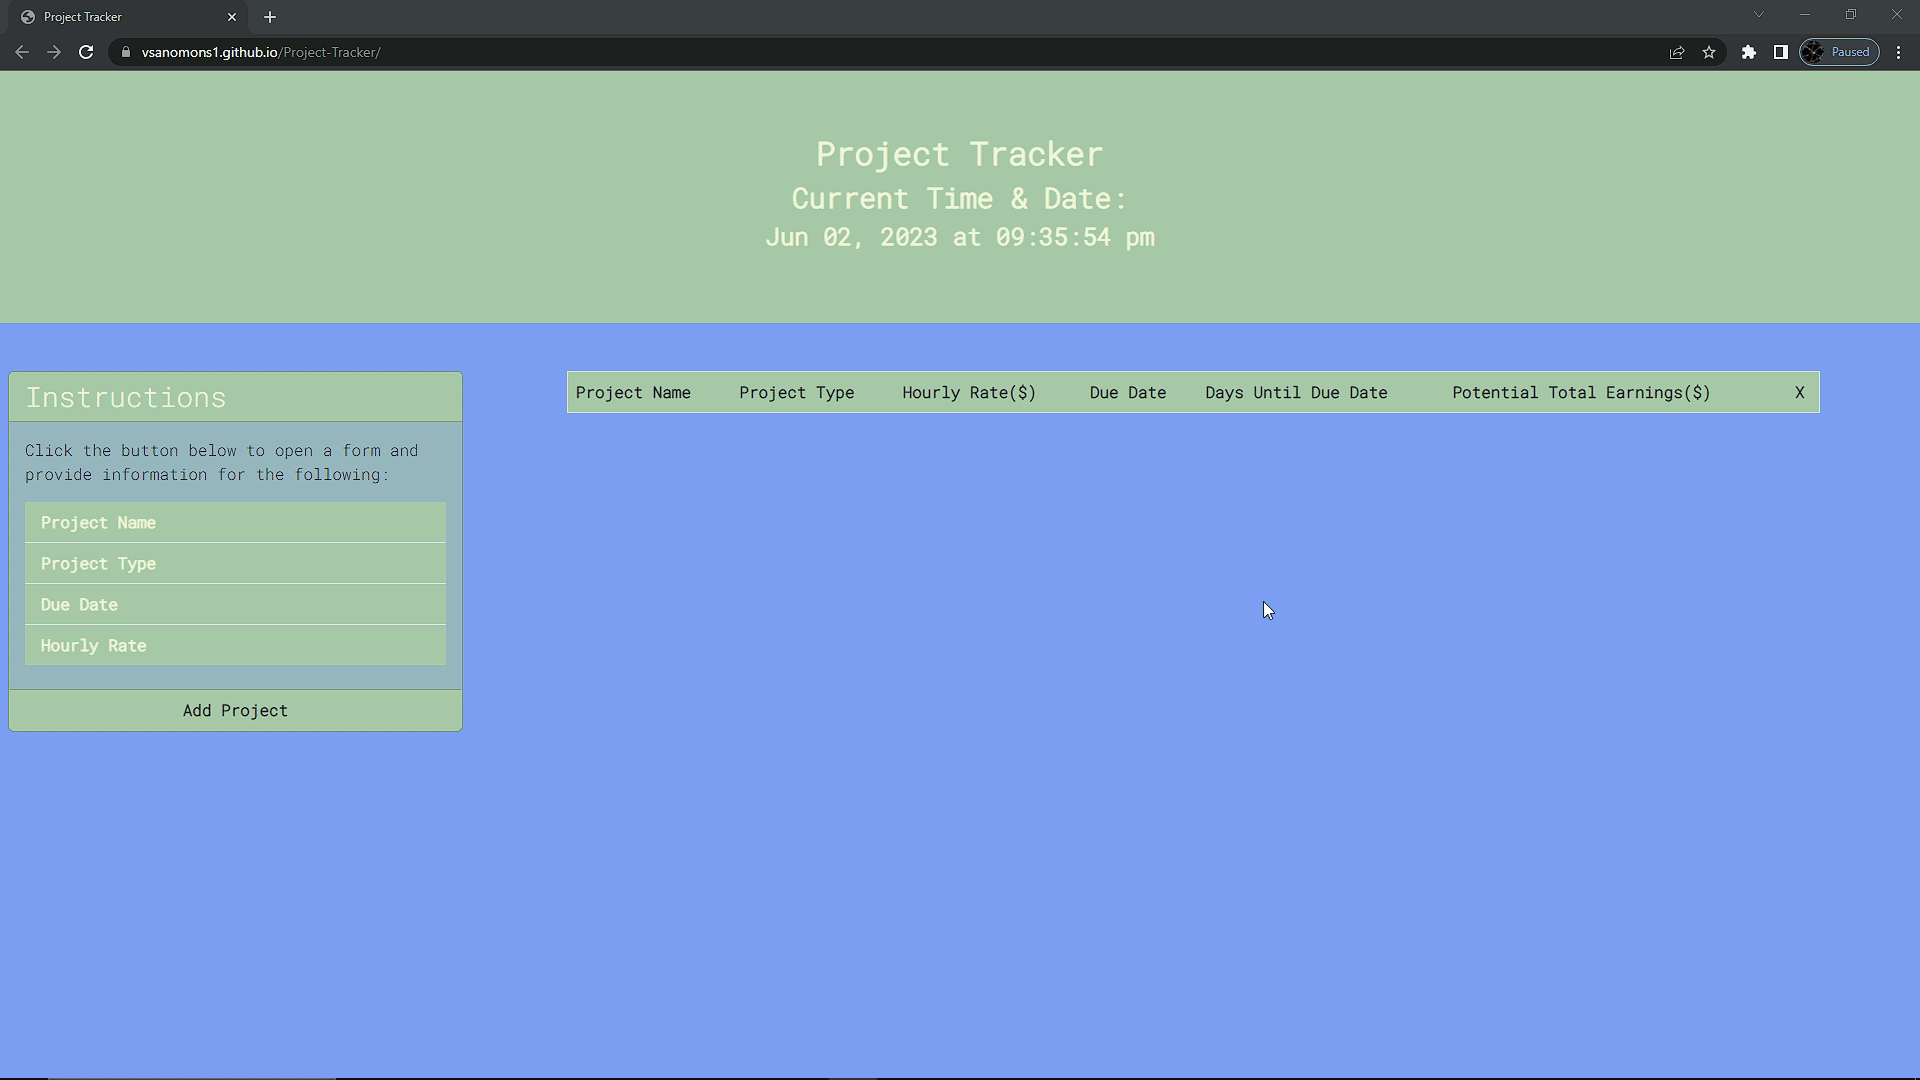 Project Tracker
vsanomons1.github.io/Project-Tracker/
Paused
Project Tracker
Current Time & Date:
Jun 02, 2023 at 09:35:54 pm
Instructions
Click the button below to open a form and
provide information for the following:
Project Name
Project Type
Due Date
Hourly Rate
Add Project
Project Name Project Type Hourly Rate($) Due Date Days Until Due Date Potential Total Earnings($) X